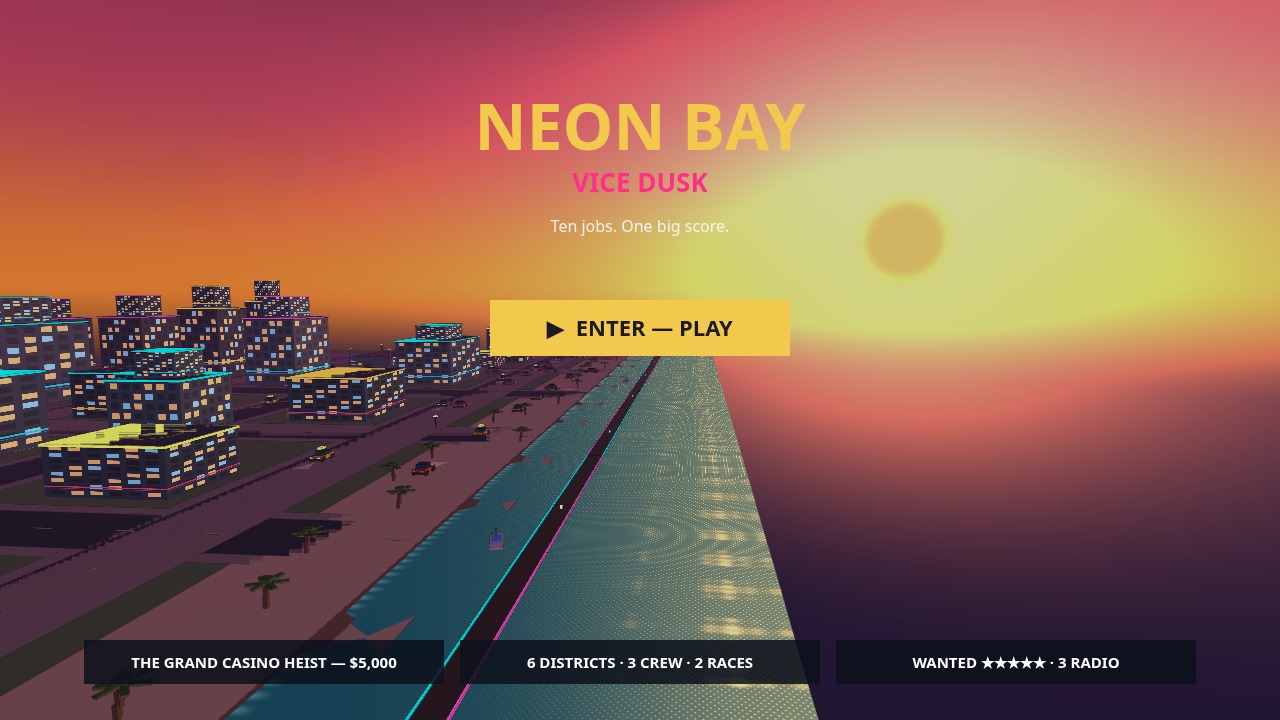 NEON BAY
VICE DUSK
Ten jobs. One big score.
▶ ENTER — PLAY
THE GRAND CASINO HEIST — $5,000
6 DISTRICTS · 3 CREW · 2 RACES
WANTED ★★★★★ · 3 RADIO